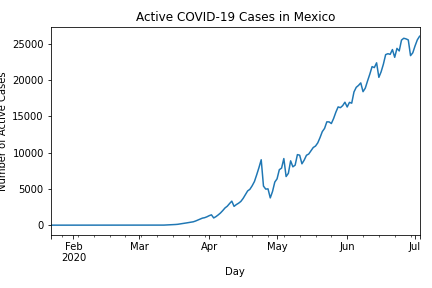 Active COVID-19 Cases in Mexico
Number of Active Cases
25000
20000
15000
10000
5000
0
Feb
2020
Mar
Apr
May
Jun
Jul
Day